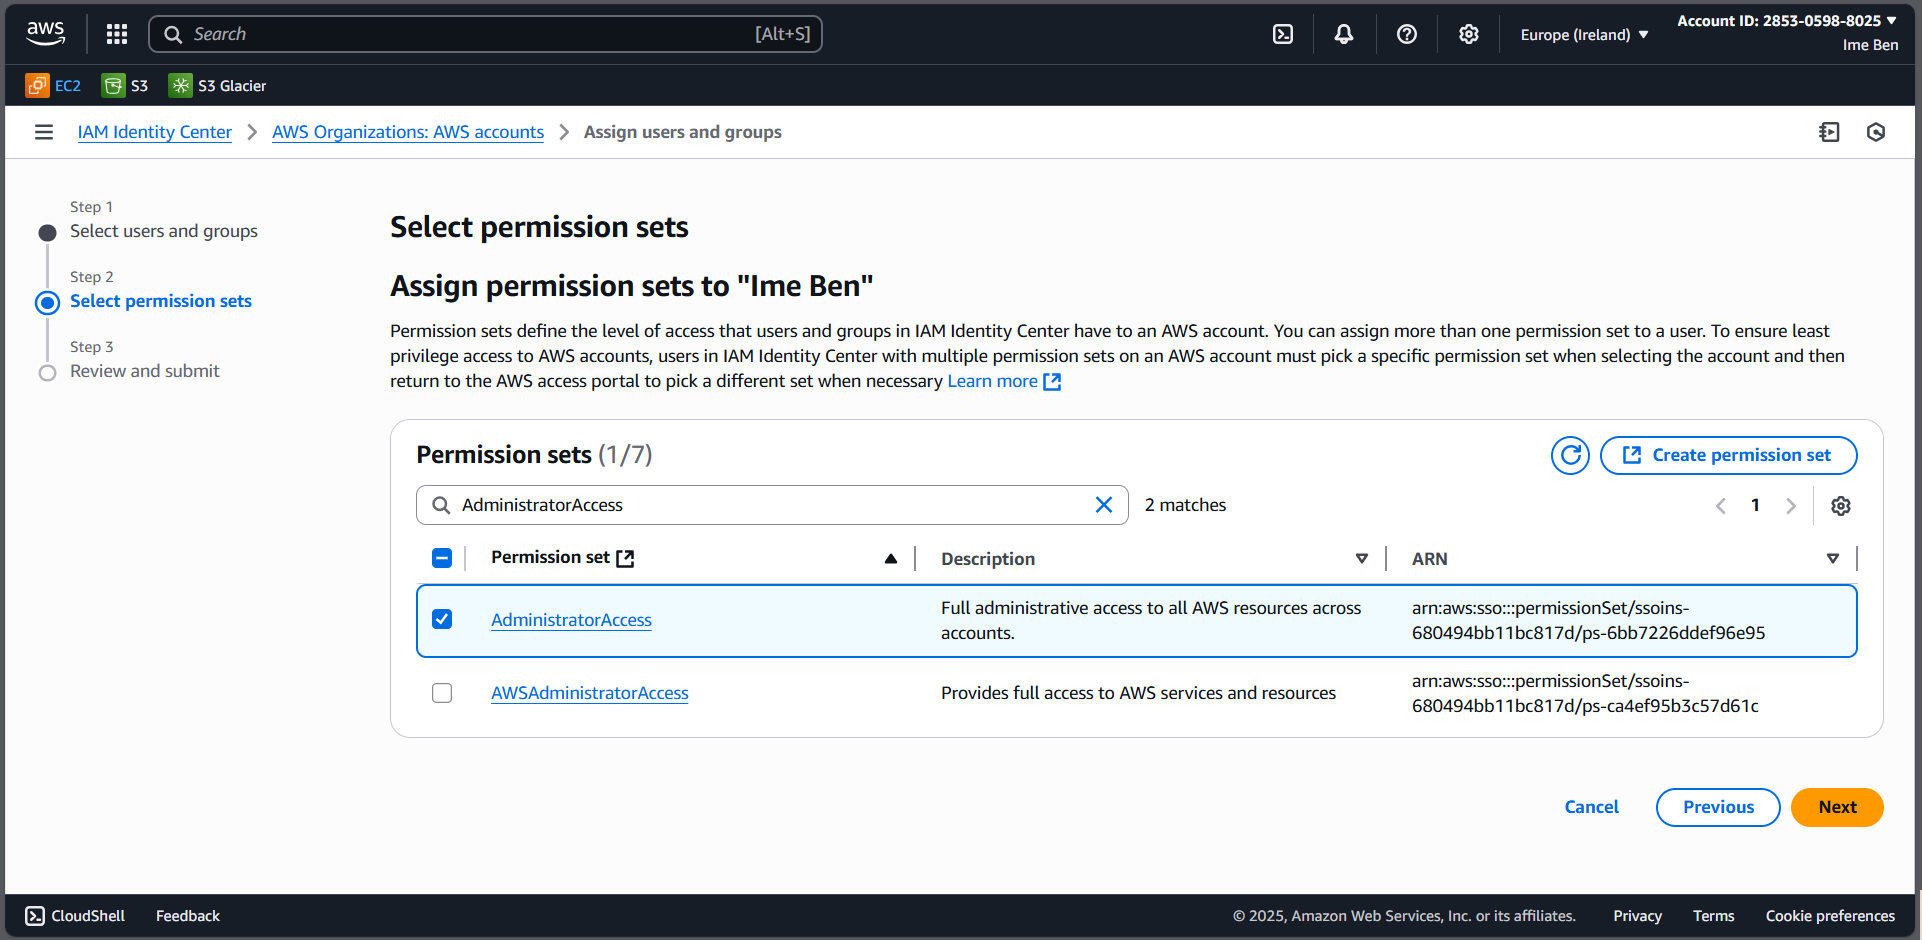 aws
Search
[Alt+S]
Europe (Ireland)
Account ID: 2853-0598-8025
Ime Ben
EC2
S3
S3 Glacier
IAM Identity Center
AWS Organizations: AWS accounts
Assign users and groups
Step 1
Select users and groups
Step 2
Select permission sets
Step 3
Review and submit
Select permission sets
Assign permission sets to "Ime Ben"
Permission sets define the level of access that users and groups in IAM Identity Center have to an AWS account. You can assign more than one permission set to a user. To ensure least
privilege access to AWS accounts, users in IAM Identity Center with multiple permission sets on an AWS account must pick a specific permission set when selecting the account and then
return to the AWS access portal to pick a different set when necessary Learn more
Permission sets (1/7)
Create permission set
AdministratorAccess
2 matches
1
Permission set
Description
ARN
AdministratorAccess
Full administrative access to all AWS resources across
accounts.
arn:aws:sso:::permissionSet/ssoins-
680494bb11bc817d/ps-6bb7226ddef96e95
AWSAdministratorAccess
Provides full access to AWS services and resources
arn:aws:sso:::permissionSet/ssoins-
680494bb11bc817d/ps-ca4ef95b3c57d61c
Cancel
Previous
Next
CloudShell
Feedback
© 2025, Amazon Web Services, Inc. or its affiliates.
Privacy
Terms
Cookie preferences